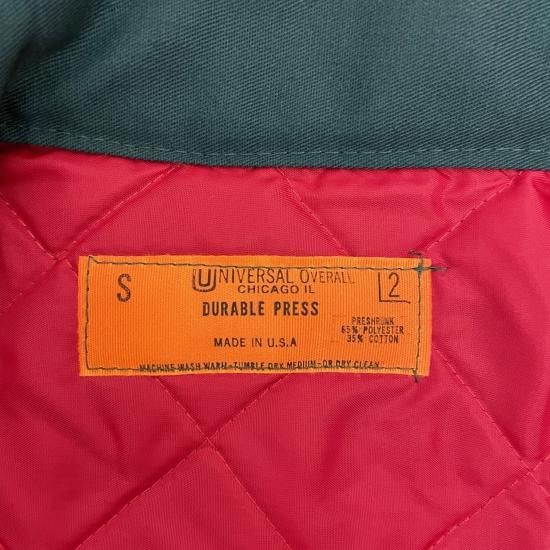 S
UNIVERSAL OVERALL
CHICAGO IL
2
DURABLE PRESS
PRESHRUNK
65% POLYESTER
35% COTTON
MADE IN U.S.A
MACHINE WASH WARM-TUMBLE DRY MEDIUM-OR DRY CLEAN